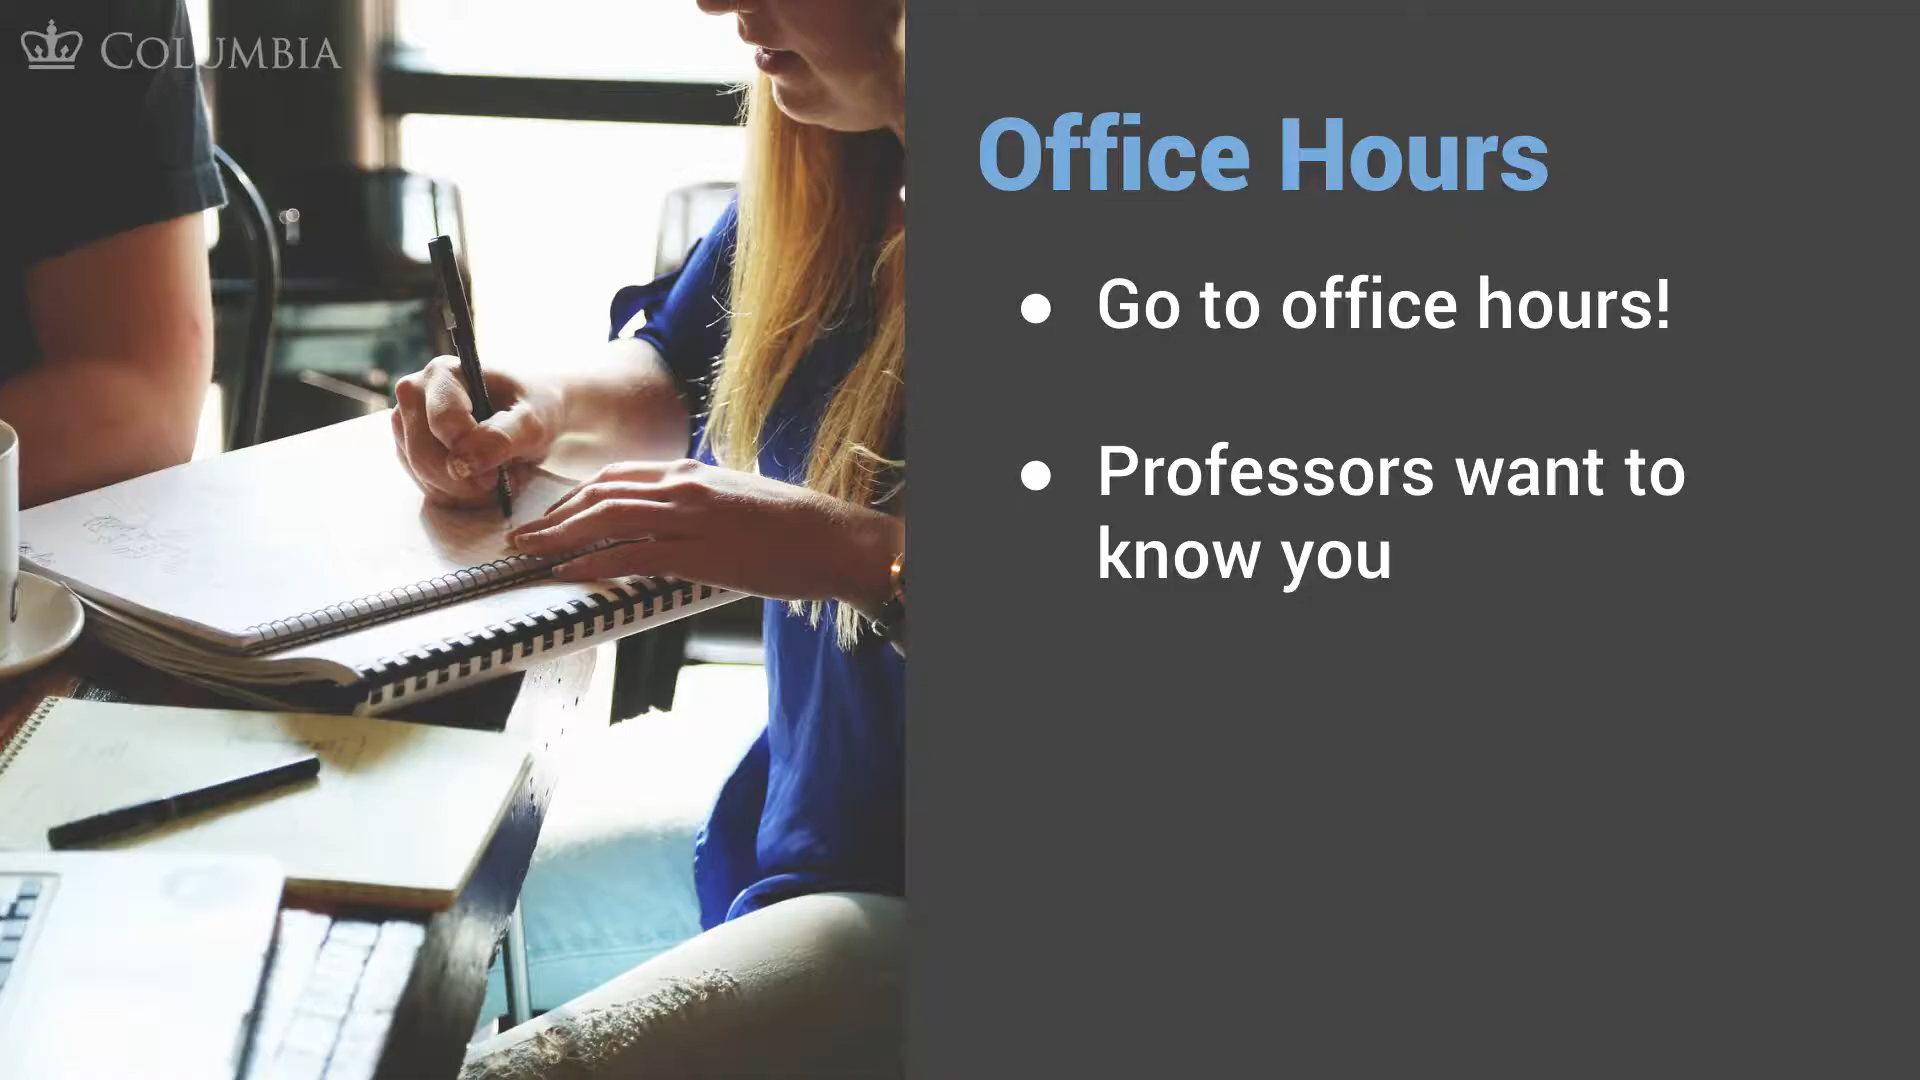 COLUMBIA
Office Hours
● Go to office hours!
● Professors want to
know you